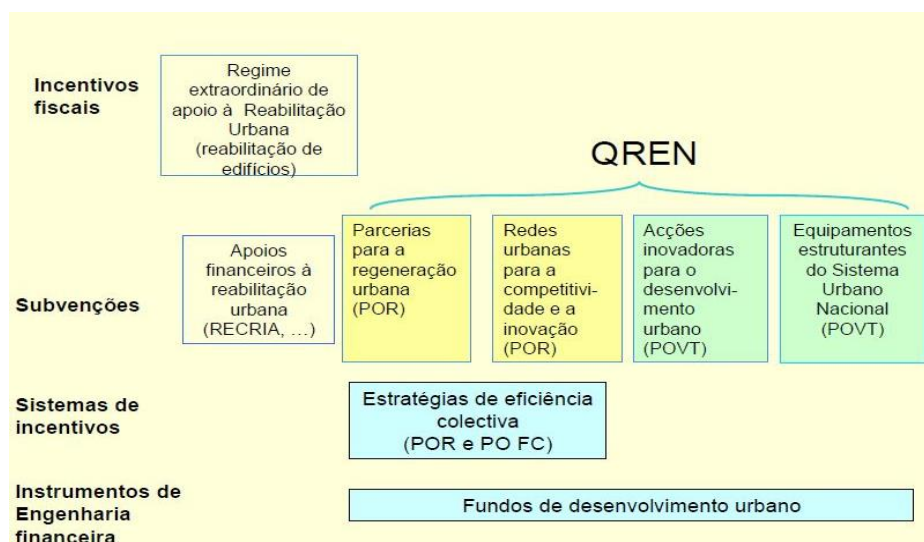 Incentivos
fiscais
Regime
extraordinário de
apoio à Reabilitação
Urbana
(reabilitação de
edifícios)
QREN
Subvenções
Apoios
financeiros à
reabilitação
urbana
(RECRIA, …)
Parcerias
para a
regeneração
urbana
(POR)
Redes
urbanas
para a
competitivi-
dade e a
inovação
(POR)
Acções
inovadoras
para o
desenvolvi-
mento
urbano
(POVT)
Equipamentos
estruturantes
do Sistema
Urbano
Nacional
(POVT)
Sistemas de
incentivos
Estratégias de eficiência
colectiva
(POR e PO FC)
Instrumentos de
Engenharia
financeira
Fundos de desenvolvimento urbano